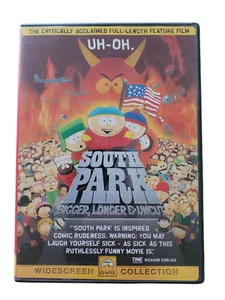 THE CRITICALLY ACCLAIMED FULL-LENGTH FEATURE FILM
UH-OH.
SOUTH
PARK
BIGGER, LONGER & UNCUT
"SOUTH PARK IS INSPIRED
COMIC RUDENESS. WARNING: YOU MAY
LAUGH YOURSELF SICK - AS SICK AS THIS
RUTHLESSLY FUNNY MOVIE IS."
TIME RICHARD CORLISS
WIDESCREEN DVD COLLECTION